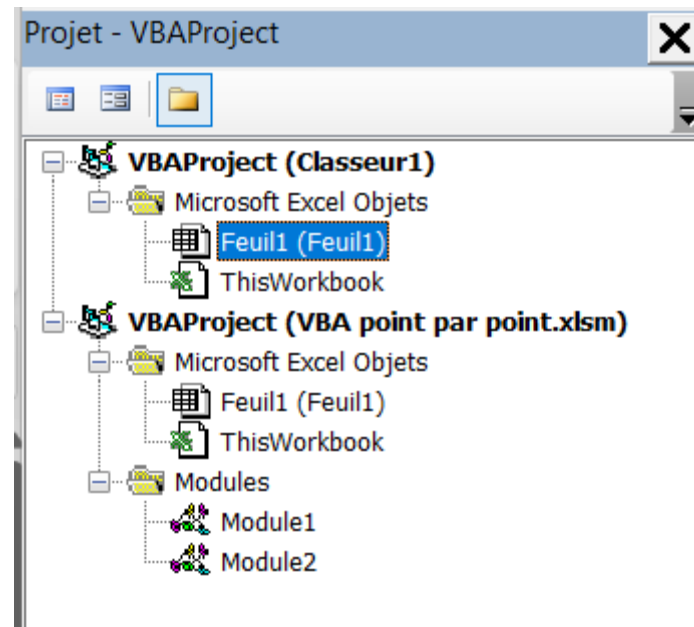 Projet - VBAProject
VBAProject (Classeur1)
Microsoft Excel Objets
Feuil1 (Feuil1)
ThisWorkbook
VBAProject (VBA point par point.xlsm)
Microsoft Excel Objets
Feuil1 (Feuil1)
ThisWorkbook
Modules
Module1
Module2